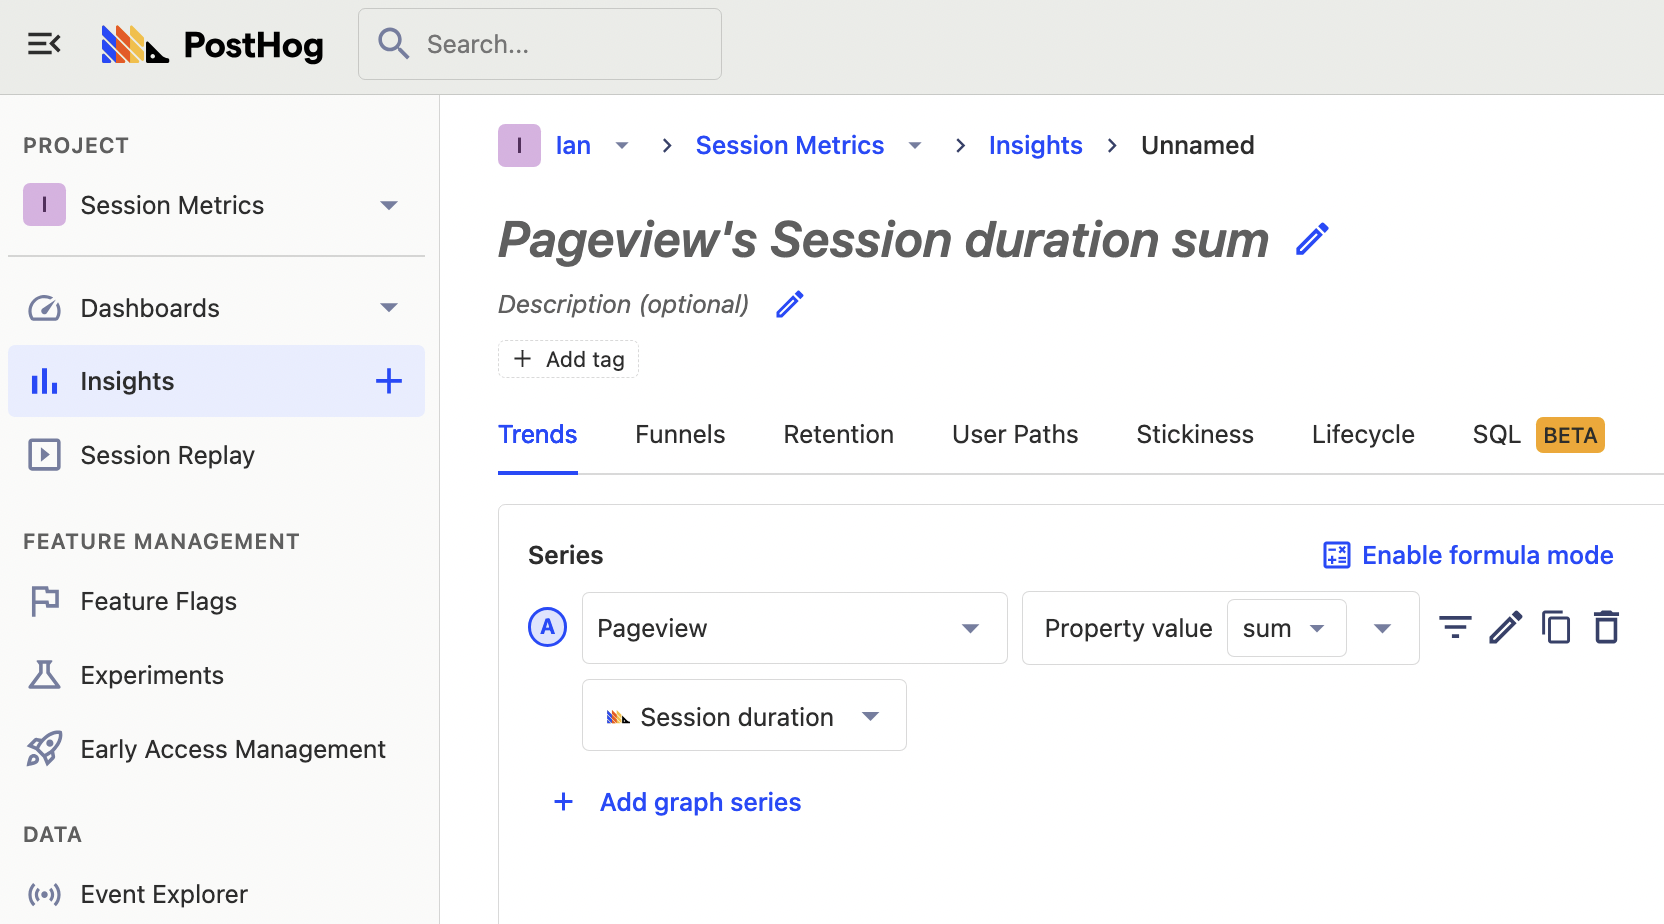 PostHog
Search...
PROJECT
I Session Metrics
Dashboards
Insights
Session Replay
FEATURE MANAGEMENT
Feature Flags
Experiments
Early Access Management
DATA
Event Explorer
I Ian > Session Metrics > Insights > Unnamed
Pageview's Session duration sum
Description (optional)
+ Add tag
Trends Funnels Retention User Paths Stickiness Lifecycle SQL BETA
Series Enable formula mode
A Pageview Property value sum
Session duration
+ Add graph series